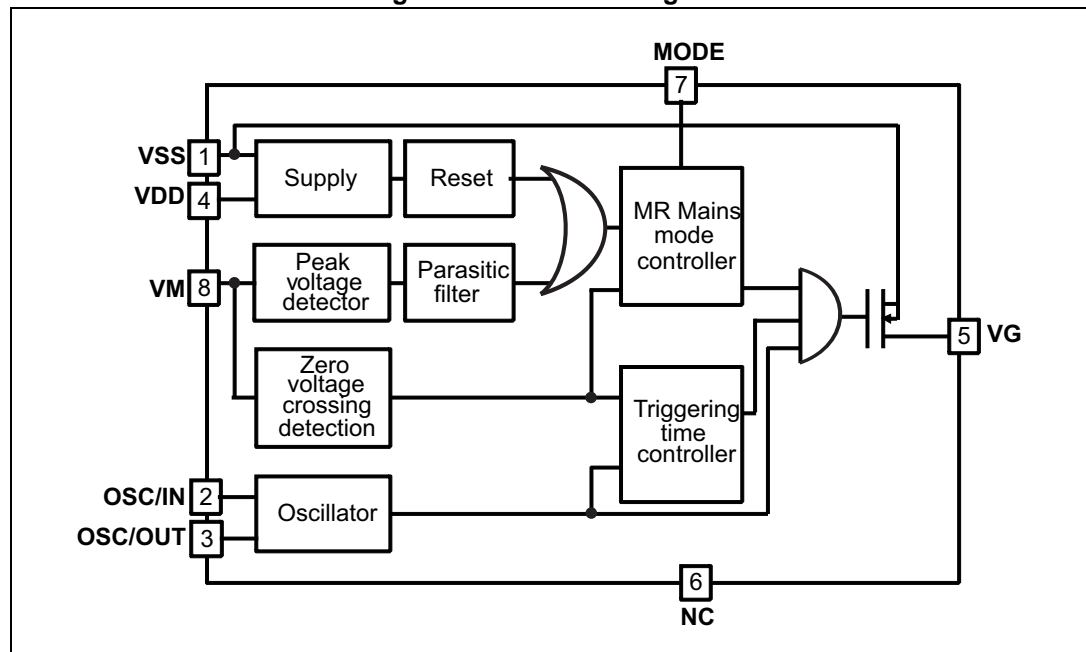 MODE
7
VSS
1
Supply
Reset
VDD
4
MR Mains
mode
controller
VM
8
Peak
voltage
detector
Parasitic
filter
5
VG
Zero
voltage
crossing
detection
Triggering
time
controller
OSC/IN
2
Oscillator
OSC/OUT
3
6
NC